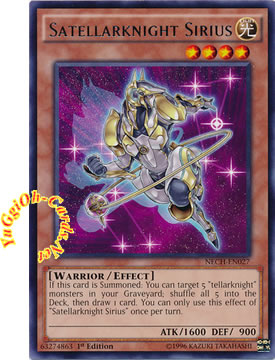 SATELLARKNIGHT SIRIUS
光
YuGiOh-Cards.Net
NECH-EN027
[WARRIOR / EFFECT]
If this card is Summoned: You can target 5 "tellarknight"
monsters in your Graveyard; shuffle all 5 into the
Deck, then draw 1 card. You can only use this effect of
"Satellarknight Sirius" once per turn.
ATK/1600 DEF/ 900
63274863 1st Edition ©1996 KAZUKI TAKAHASHI